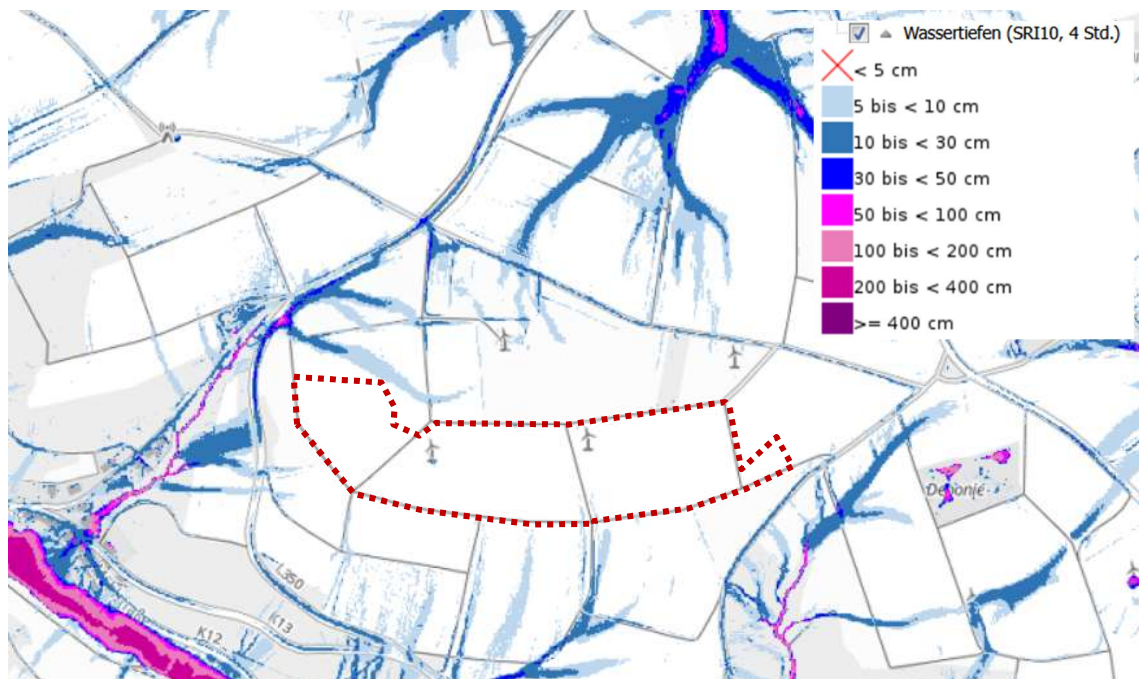 Wassertiefen (SRI10, 4 Std.)
< 5 cm
5 bis < 10 cm
10 bis < 30 cm
30 bis < 50 cm
50 bis < 100 cm
100 bis < 200 cm
200 bis < 400 cm
>= 400 cm
Deponie
L350
K13
K12